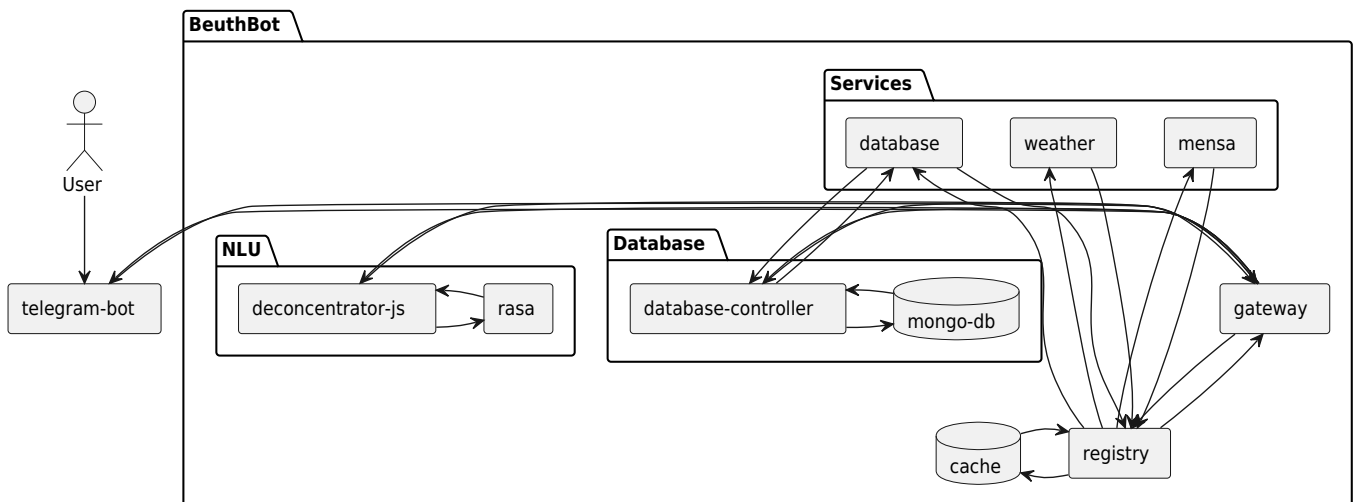 BeuthBot
Services
database
weather
mensa
User
NLU
Database
telegram-bot
deconcentrator-js
rasa
database-controller
mongo-db
gateway
cache
registry